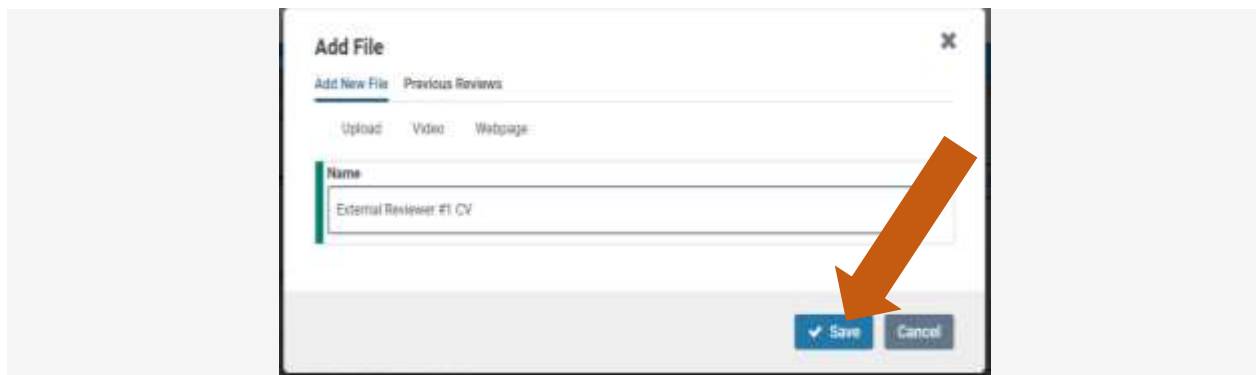 Add File
Add New File Previous Reviews
Upload Video Webpage
Name
External Reviewer #1 CV
Save Cancel